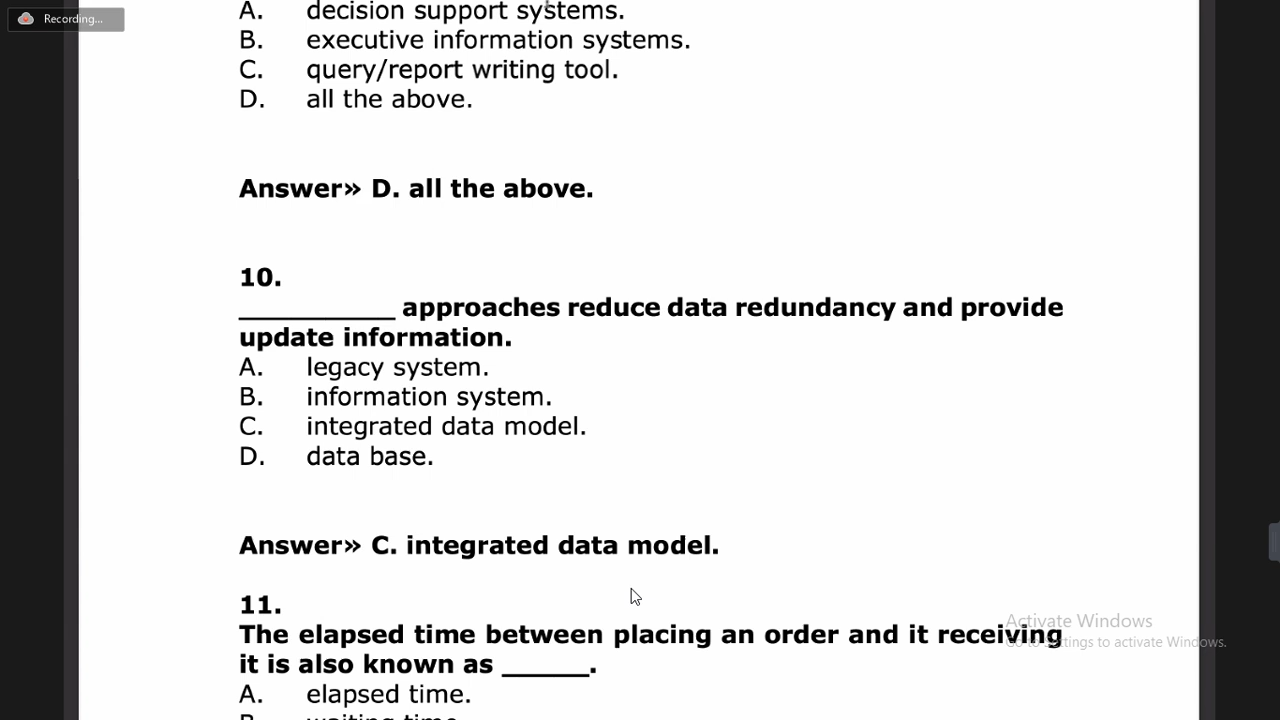 Recording...
A. decision support systems.
B. executive information systems.
C. query/report writing tool.
D. all the above.
Answer» D. all the above.
10.
___________ approaches reduce data redundancy and provide
update information.
A. legacy system.
B. information system.
C. integrated data model.
D. data base.
Answer» C. integrated data model.
11.
The elapsed time between placing an order and it receiving
it is also known as ______.
A. elapsed time.
B. waiting time.
Activate Windows
Go to Settings to activate Windows.